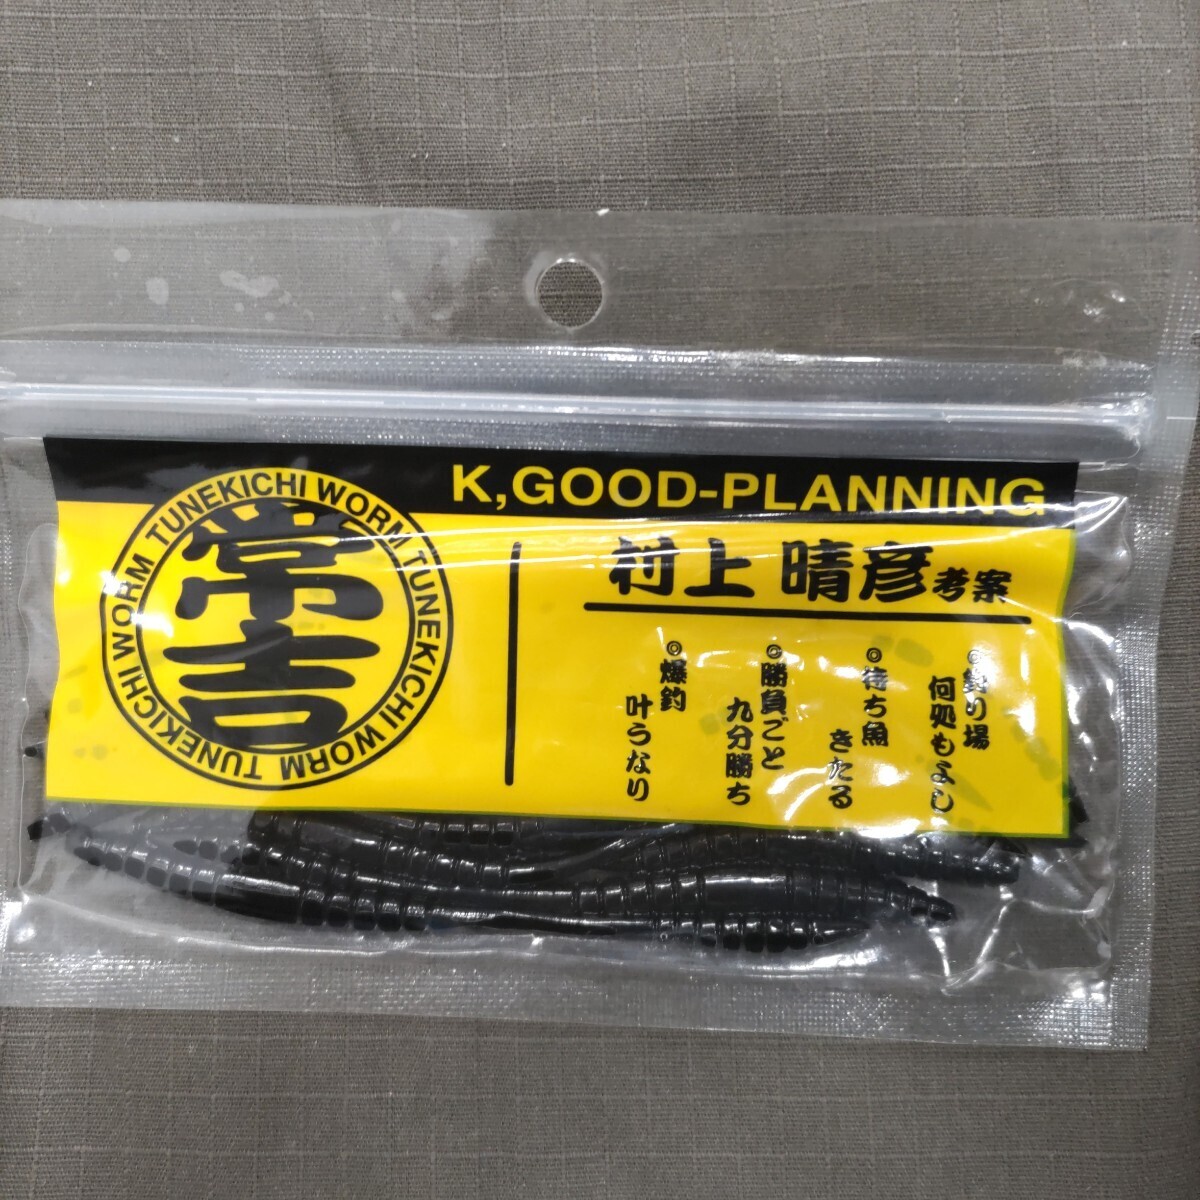 K,GOOD-PLANNING
TUNEKICHI WORM TUNEKICHI WORM TUNEKICHI WORM
常吉
村上 晴彦 考案
◎釣り場
何処もよし
◎待ち魚
きたる
◎勝負ごと
九分勝ち
◎爆釣
叶うなり